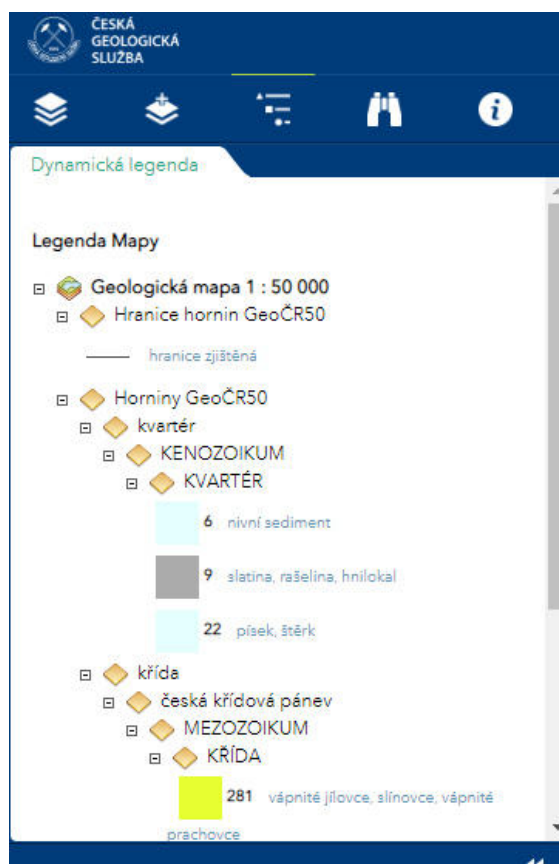 ČESKÁ
GEOLOGICKÁ
SLUŽBA
Dynamická legenda
Legenda Mapy
Geologická mapa 1 : 50 000
Hranice hornin GeoČR50
hranice zjištěná
Horniny GeoČR50
kvartér
KENOZOIKUM
KVARTÉR
6 nivní sediment
9 slatina, rašelina, hnilokal
22 písek, štěrk
křída
česká křídová pánev
MEZOZOIKUM
KŘÍDA
281 vápnité jílovce, slínovce, vápnité
prachovce